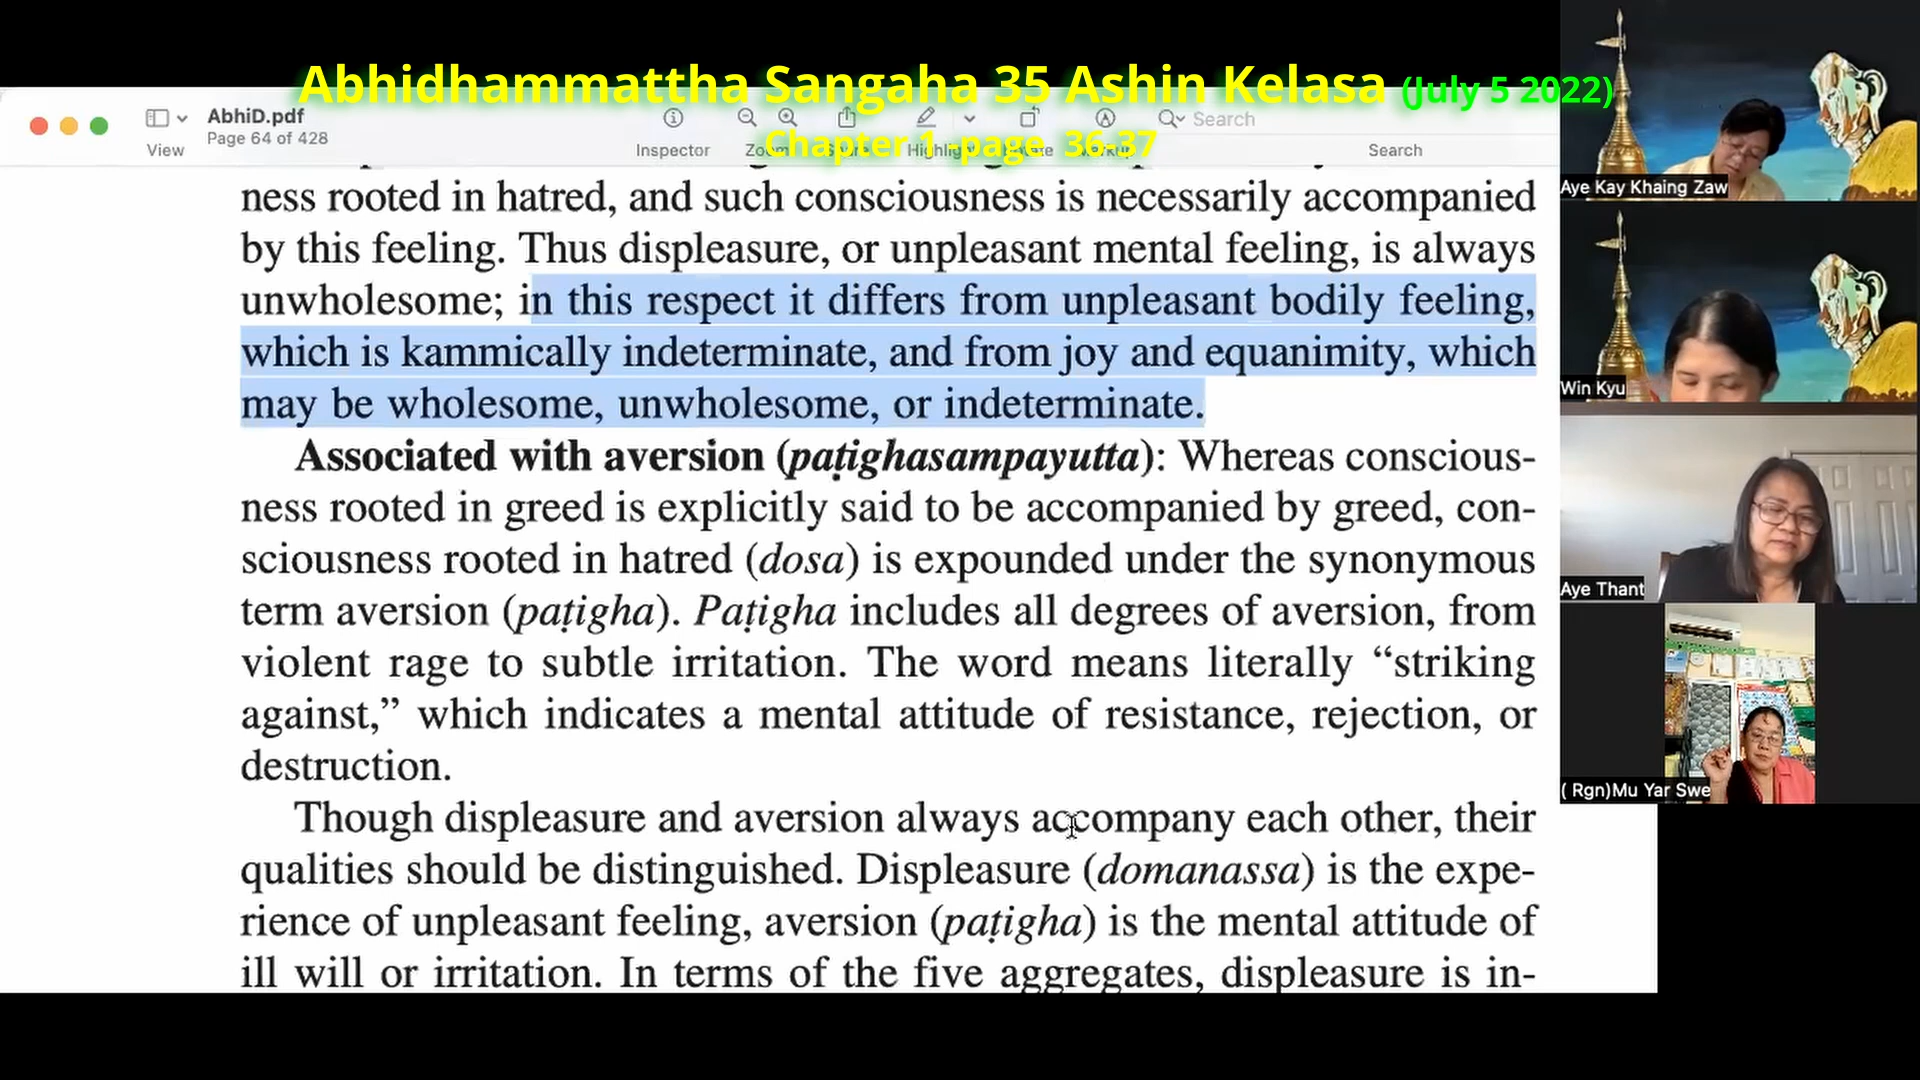 Abhidhammattha Sangaha 35 Ashin Kelasa (July 5 2022)
Chapter 1 -page 36-37
AbhiD.pdf
Page 64 of 428
View
Inspector
Zoom
Highlight
Search
Search
ness rooted in hatred, and such consciousness is necessarily accompanied
by this feeling. Thus displeasure, or unpleasant mental feeling, is always
unwholesome; in this respect it differs from unpleasant bodily feeling,
which is kammically indeterminate, and from joy and equanimity, which
may be wholesome, unwholesome, or indeterminate.
Associated with aversion (paṭighasampayutta): Whereas conscious-
ness rooted in greed is explicitly said to be accompanied by greed, con-
sciousness rooted in hatred (dosa) is expounded under the synonymous
term aversion (paṭigha). Paṭigha includes all degrees of aversion, from
violent rage to subtle irritation. The word means literally “striking
against,” which indicates a mental attitude of resistance, rejection, or
destruction.
Though displeasure and aversion always accompany each other, their
qualities should be distinguished. Displeasure (domanassa) is the expe-
rience of unpleasant feeling, aversion (paṭigha) is the mental attitude of
ill will or irritation. In terms of the five aggregates, displeasure is in-
Aye Kay Khaing Zaw
Win Kyu
Aye Thant
( Rgn)Mu Yar Swe